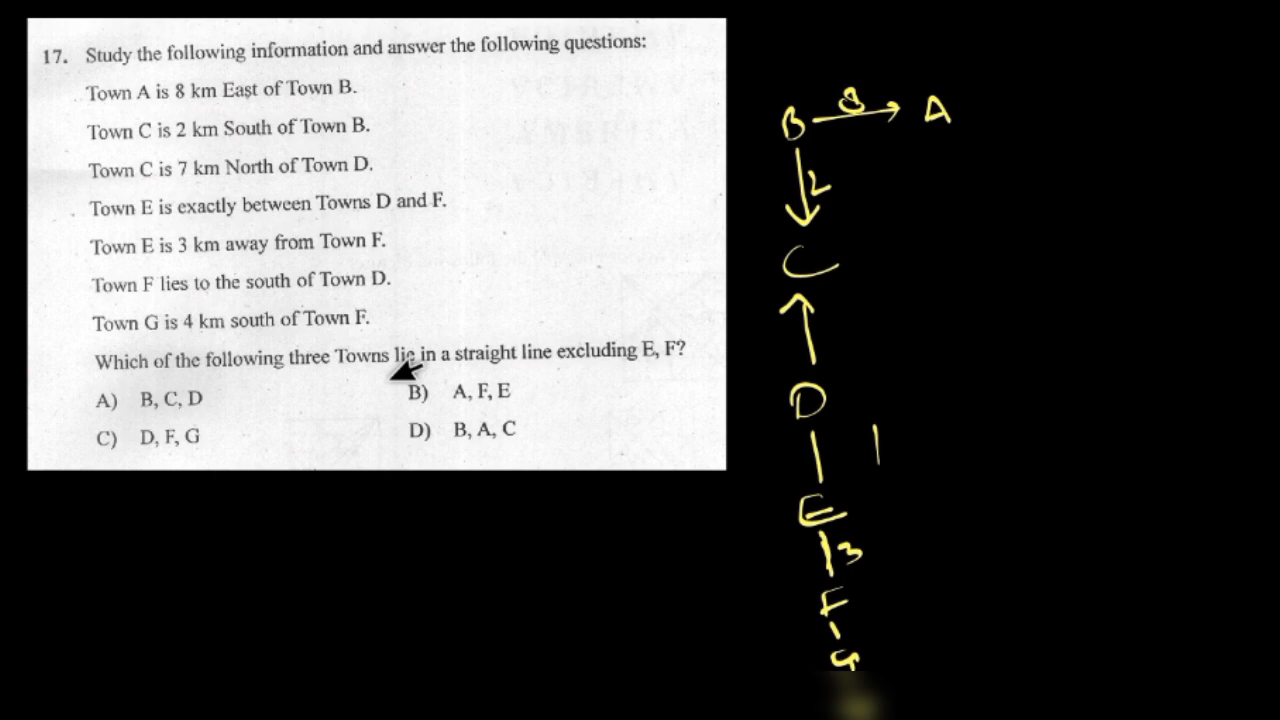 17. Study the following information and answer the following questions:
Town A is 8 km East of Town B.
Town C is 2 km South of Town B.
Town C is 7 km North of Town D.
Town E is exactly between Towns D and F.
Town E is 3 km away from Town F.
Town F lies to the south of Town D.
Town G is 4 km south of Town F.
Which of the following three Towns lie in a straight line excluding E, F?
A) B, C, D B) A, F, E
C) D, F, G D) B, A, C
B 8 A
2
C
D
E
3
F
G